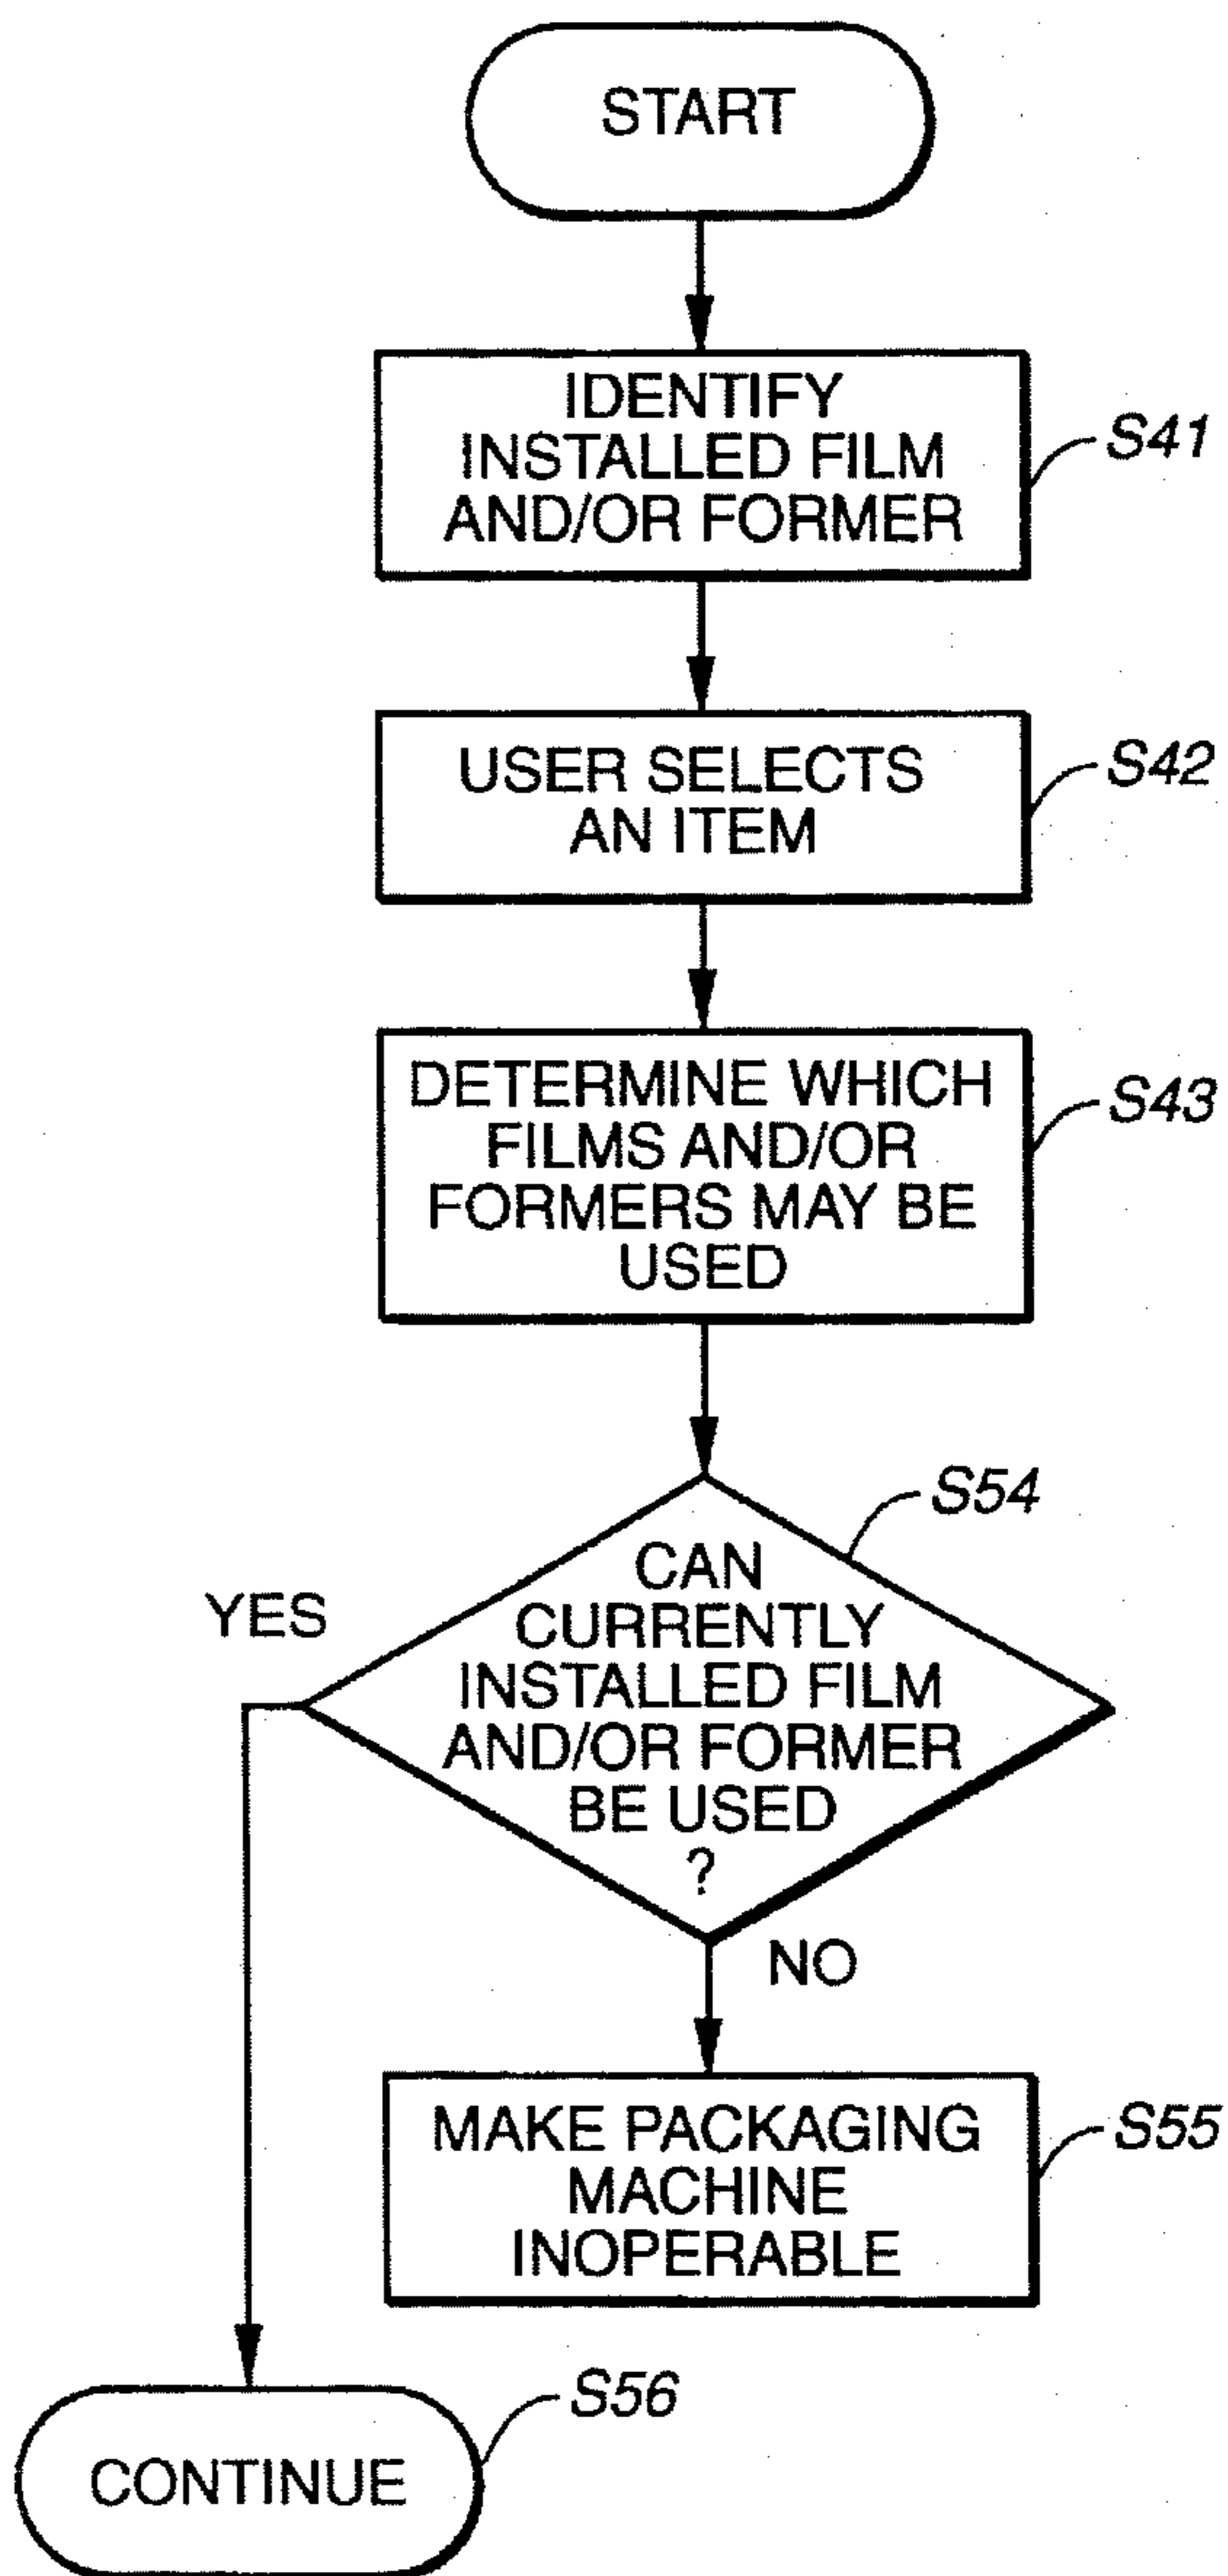 START
IDENTIFY
INSTALLED FILM
AND/OR FORMER
S41
USER SELECTS
AN ITEM
S42
DETERMINE WHICH
FILMS AND/OR
FORMERS MAY BE
USED
S43
S54
CAN
CURRENTLY
INSTALLED FILM
AND/OR FORMER
BE USED
?
YES
NO
MAKE PACKAGING
MACHINE
INOPERABLE
S55
S56
CONTINUE